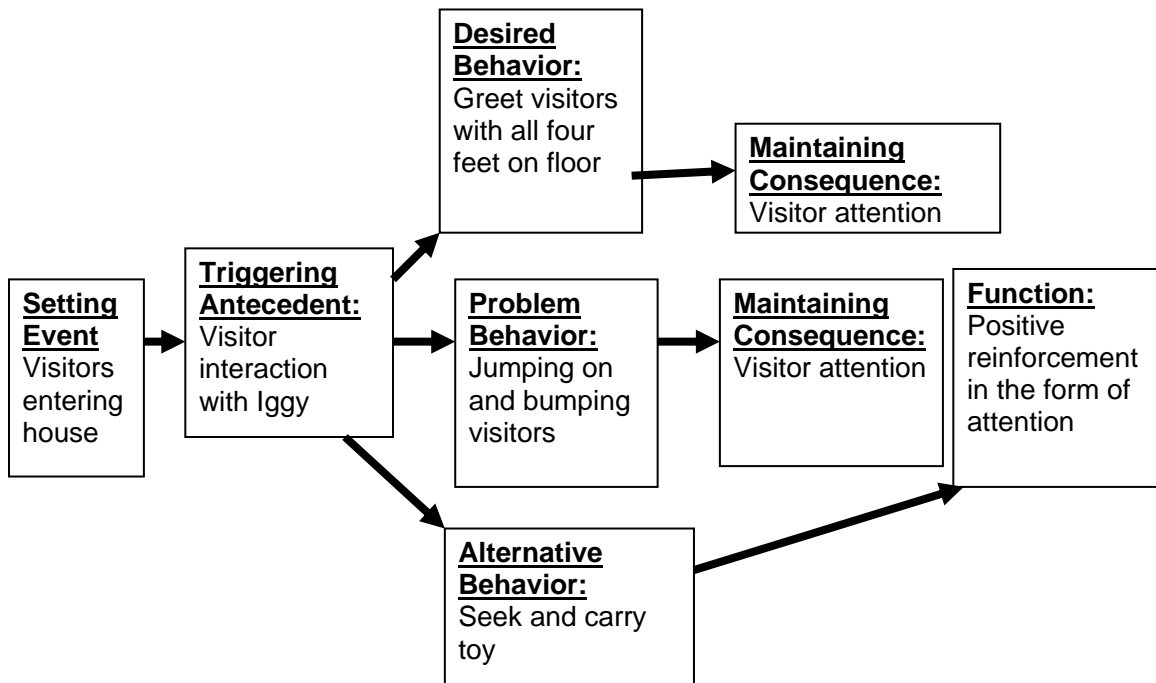 Desired
Behavior:
Greet visitors
with all four
feet on floor
Maintaining
Consequence:
Visitor attention
Setting
Event
Visitors
entering
house
Triggering
Antecedent:
Visitor
interaction
with Iggy
Problem
Behavior:
Jumping on
and bumping
visitors
Maintaining
Consequence:
Visitor attention
Function:
Positive
reinforcement
in the form of
attention
Alternative
Behavior:
Seek and carry
toy